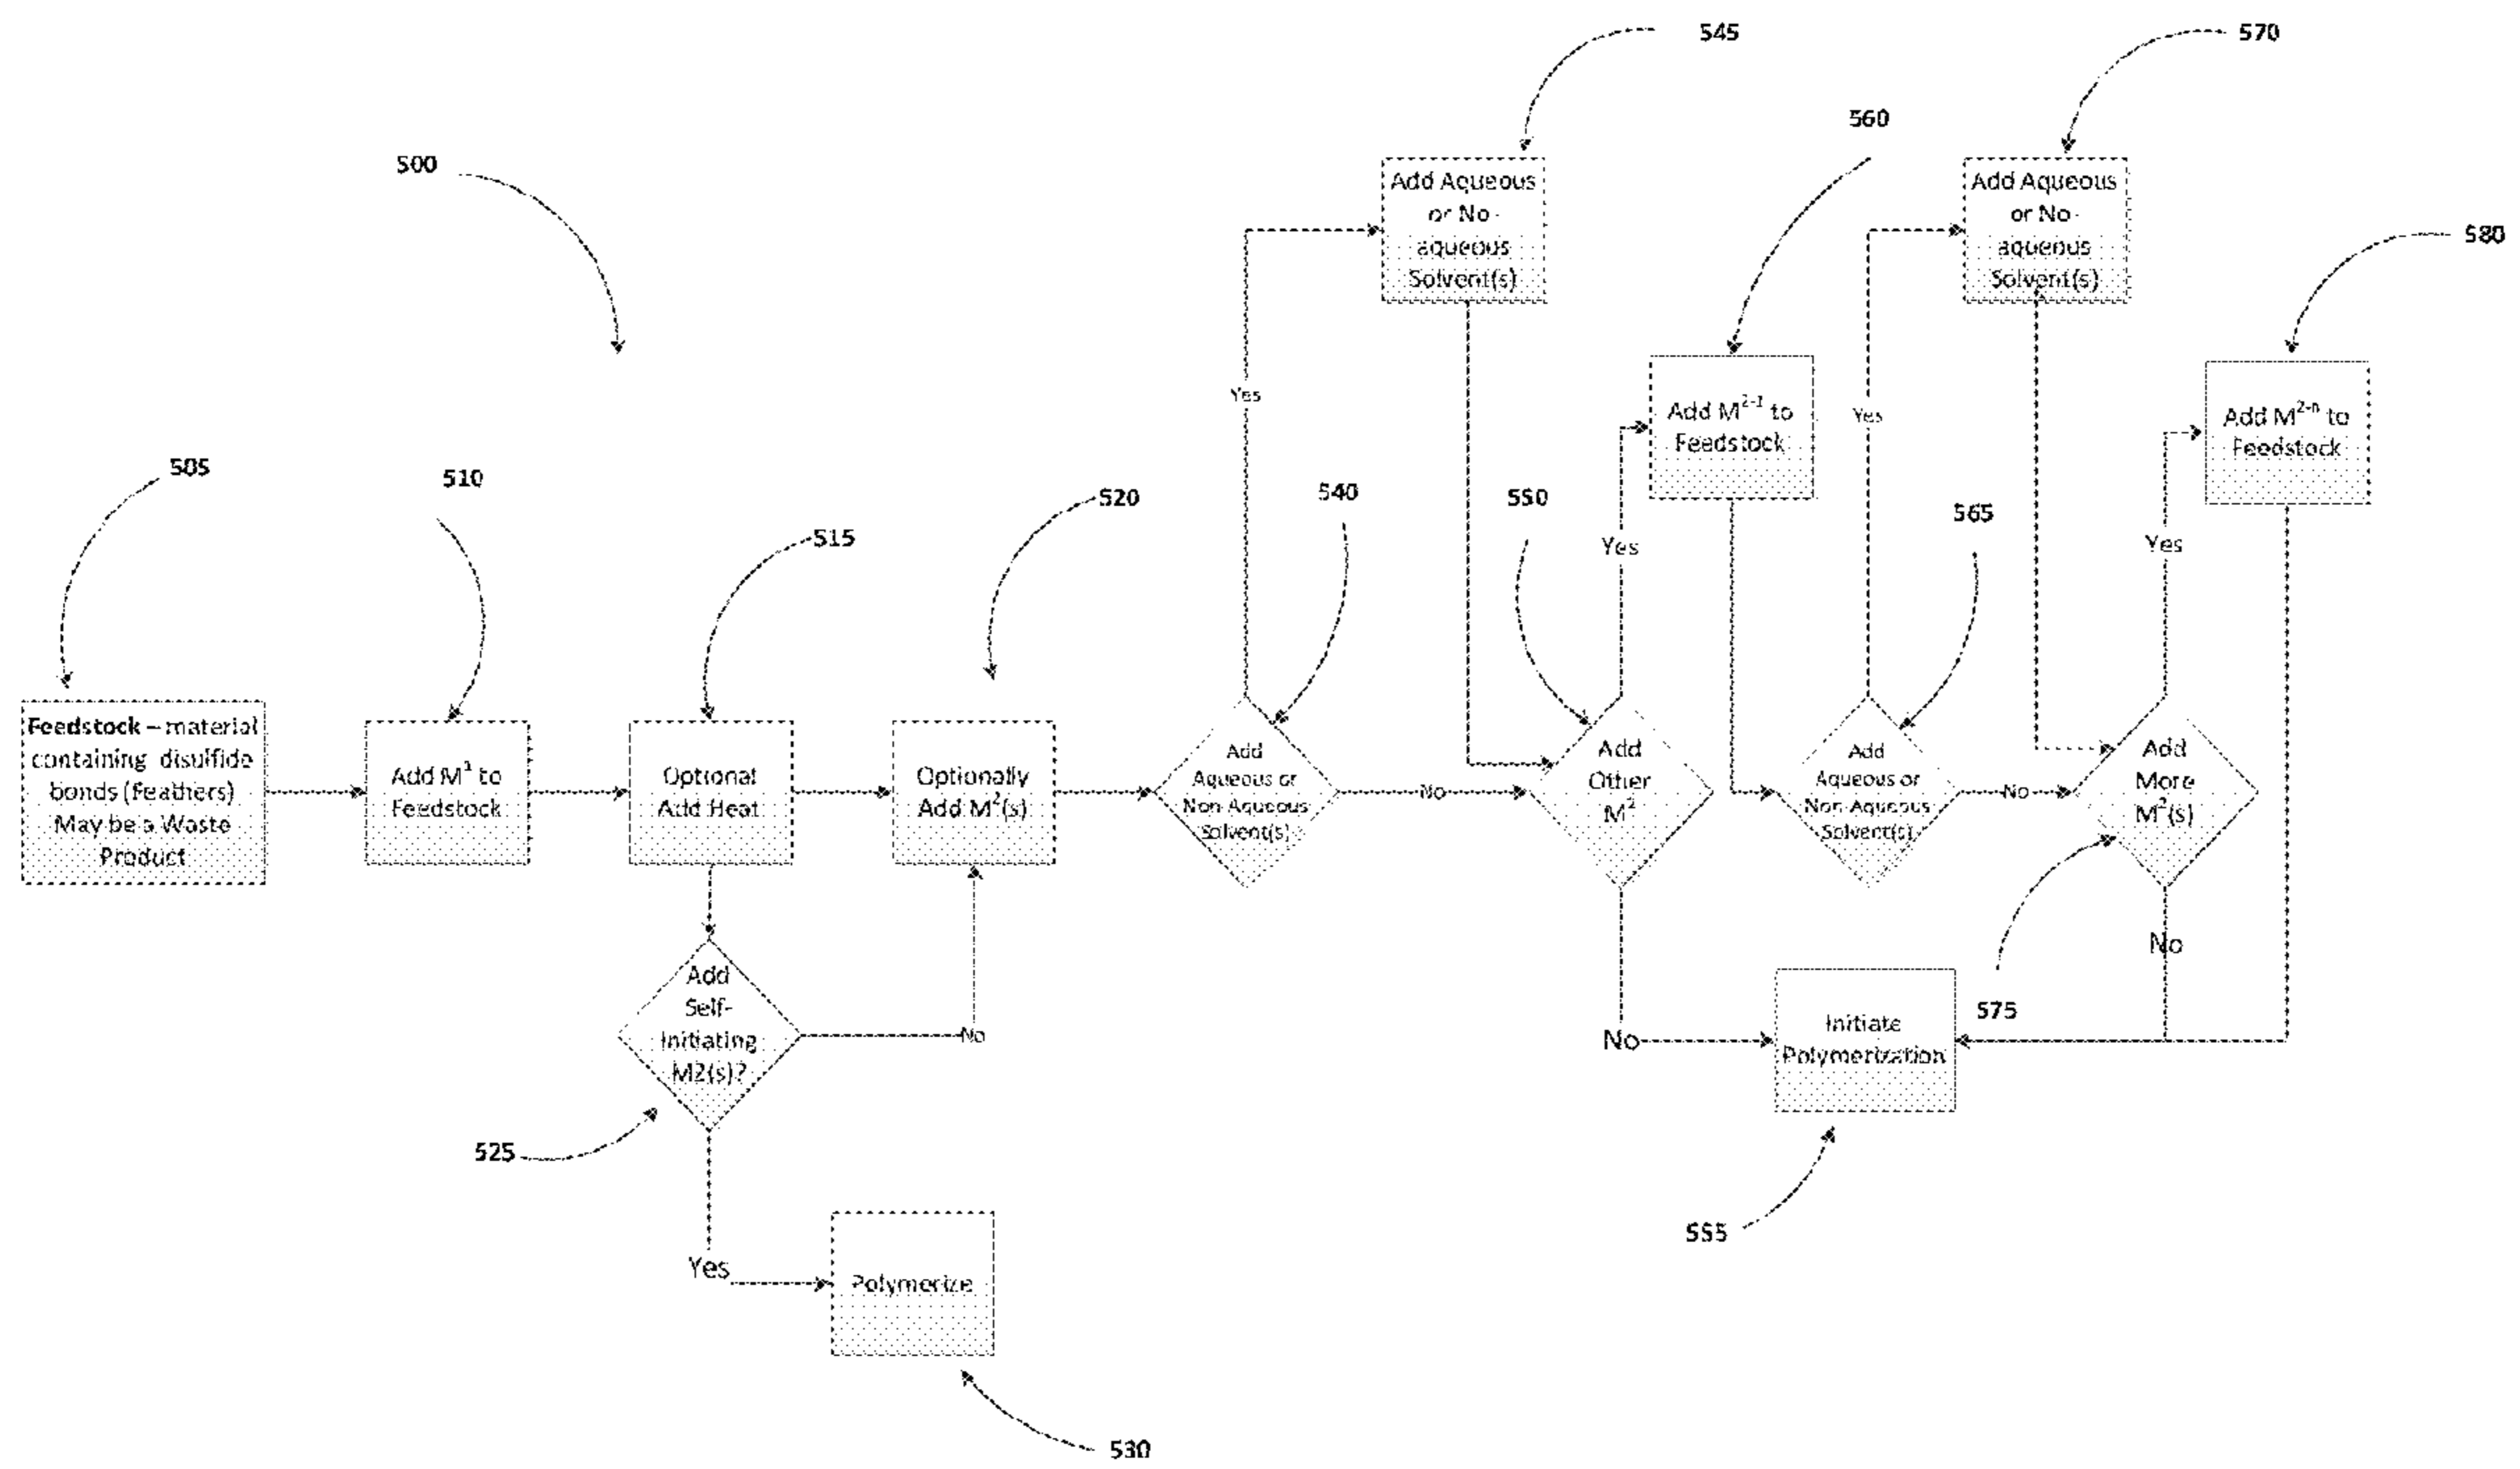 545
570
560
500
Add Aqueous
or No-
aqueous
Solvent(s)
Add Aqueous
or No-
aqueous
Solvent(s)
580
Yes
Yes
Add M²⁻¹ to
Feedstock
Add M²⁻ⁿ to
Feedstock
505
510
515
520
540
550
565
Yes
Yes
Feedstock – material
containing disulfide
bonds (Feathers)
May be a Waste
Product
Add M¹ to
Feedstock
Optional
Add Heat
Optionally
Add M²(s)
Add
Aqueous or
Non-Aqueous
Solvent(s)
No
Add
Other
M²
Add
Aqueous or
Non-Aqueous
Solvent(s)
No
Add
More
M²(s)
Add
Self-
Initiating
M2(s)?
No
No
No
Initiate
Polymerization
575
525
555
Yes
Polymerize
530